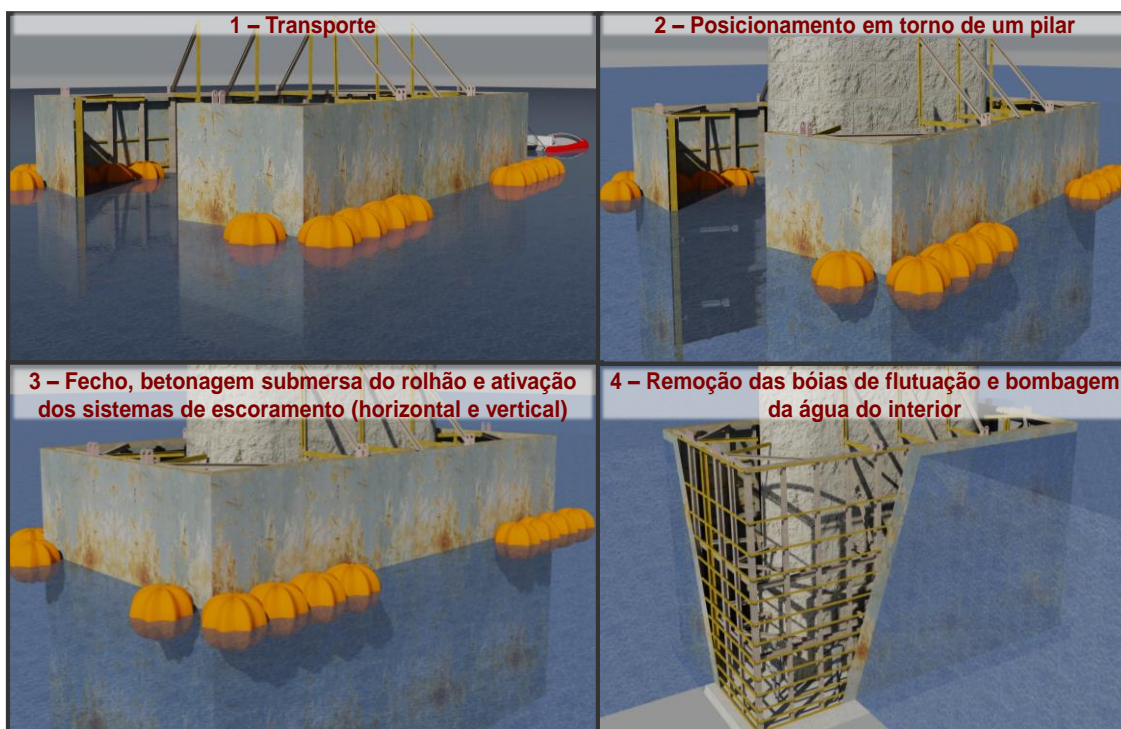 1 – Transporte
2 – Posicionamento em torno de um pilar
3 – Fecho, betonagem submersa do rolhão e ativação
dos sistemas de escoramento (horizontal e vertical)
4 – Remoção das bóias de flutuação e bombagem
da água do interior